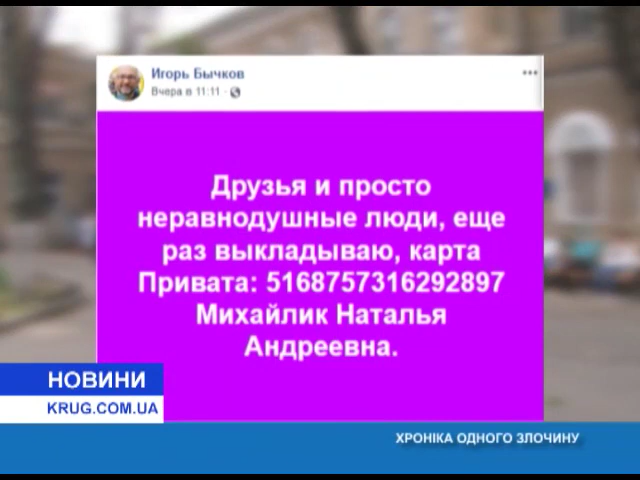 Игорь Бычков
Вчера в 11:11
Друзья и просто
неравнодушные люди, еще
раз выкладываю, карта
Привата: 5168757316292897
Михайлик Наталья
Андреевна.
НОВИНИ
KRUG.COM.UA
ХРОНІКА ОДНОГО ЗЛОЧИНУ